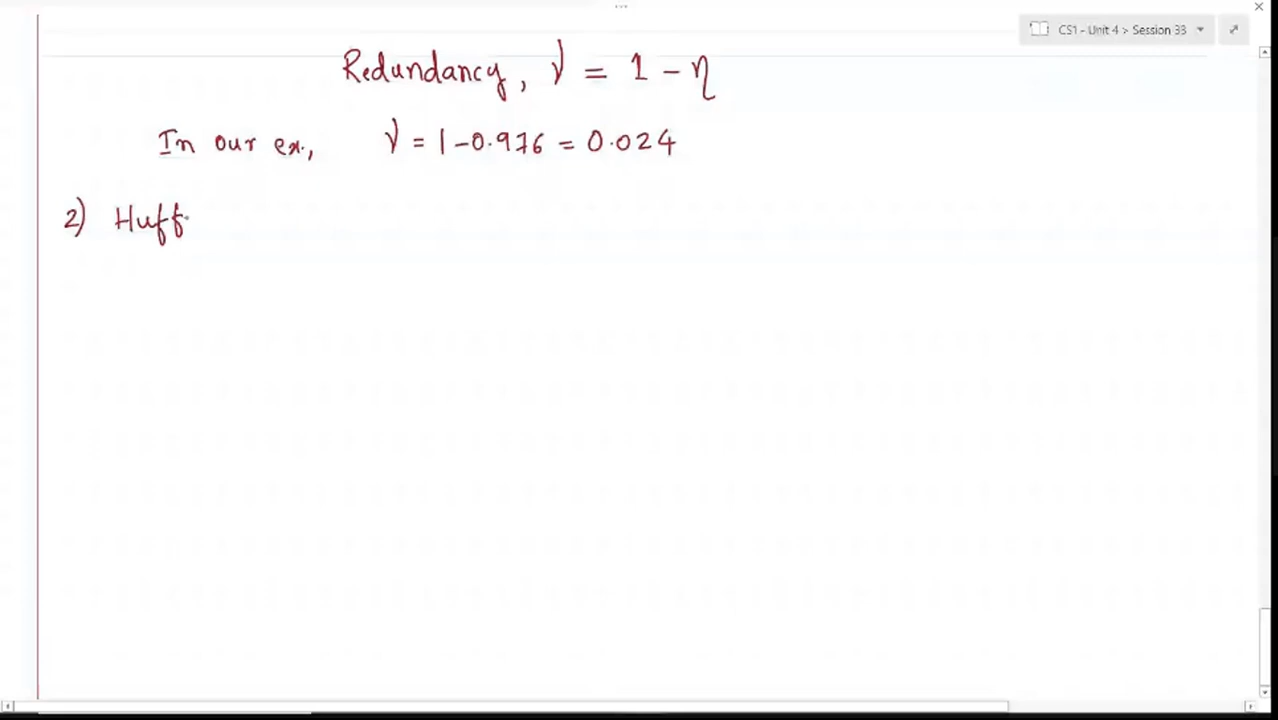 CS1 - Unit 4 > Session 33
Redundancy, γ = 1 - η
In our ex., γ = 1 - 0.976 = 0.024
2) Huff